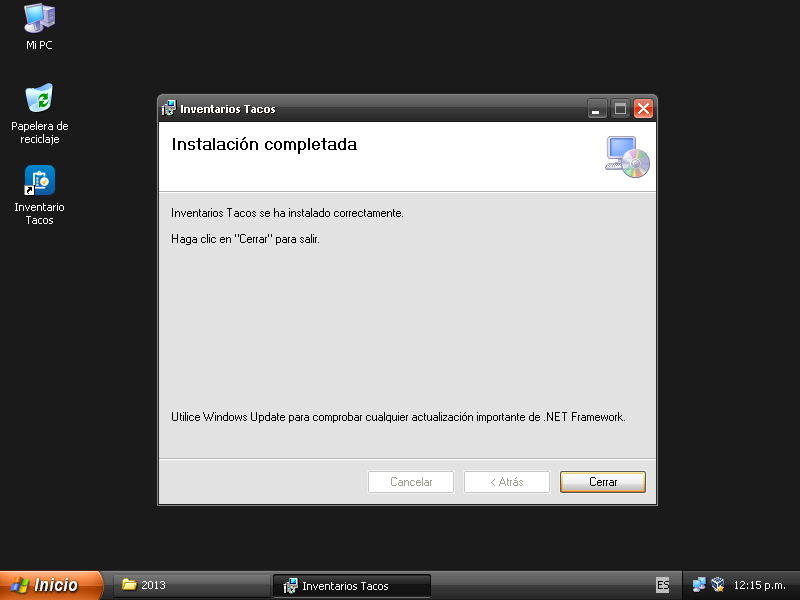 Mi PC
Papelera de
reciclaje
Inventario
Tacos
Inventarios Tacos
Instalación completada
Inventarios Tacos se ha instalado correctamente.
Haga clic en "Cerrar" para salir.
Utilice Windows Update para comprobar cualquier actualización importante de .NET Framework.
Cancelar
< Atrás
Cerrar
Inicio
2013
Inventarios Tacos
ES
12:15 p.m.